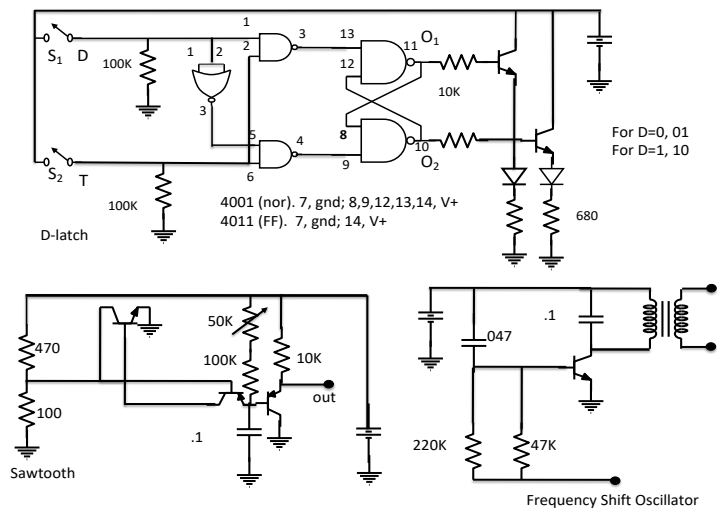 1
S1 D
100K
1 2
2
3
3
13
12
11
O1
10K
5
6
4
8
9
10
O2
For D=0, 01
For D=1, 10
S2 T
100K
4001 (nor). 7, gnd; 8,9,12,13,14, V+
4011 (FF). 7, gnd; 14, V+
680
D-latch
470
100
50K
100K
10K
out
.1
Sawtooth
047
.1
220K
47K
Frequency Shift Oscillator